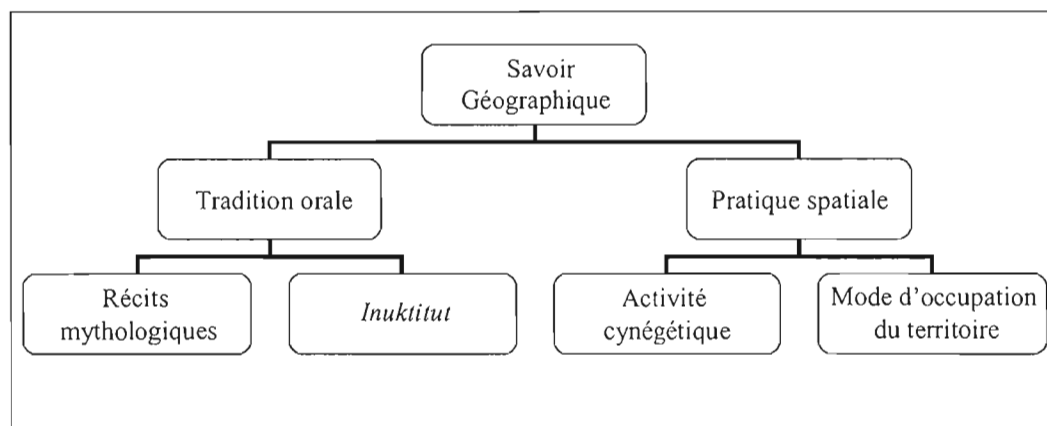 Savoir
Géographique
Tradition orale
Pratique spatiale
Récits
mythologiques
Inuktitut
Activité
cynégétique
Mode d'occupation
du territoire